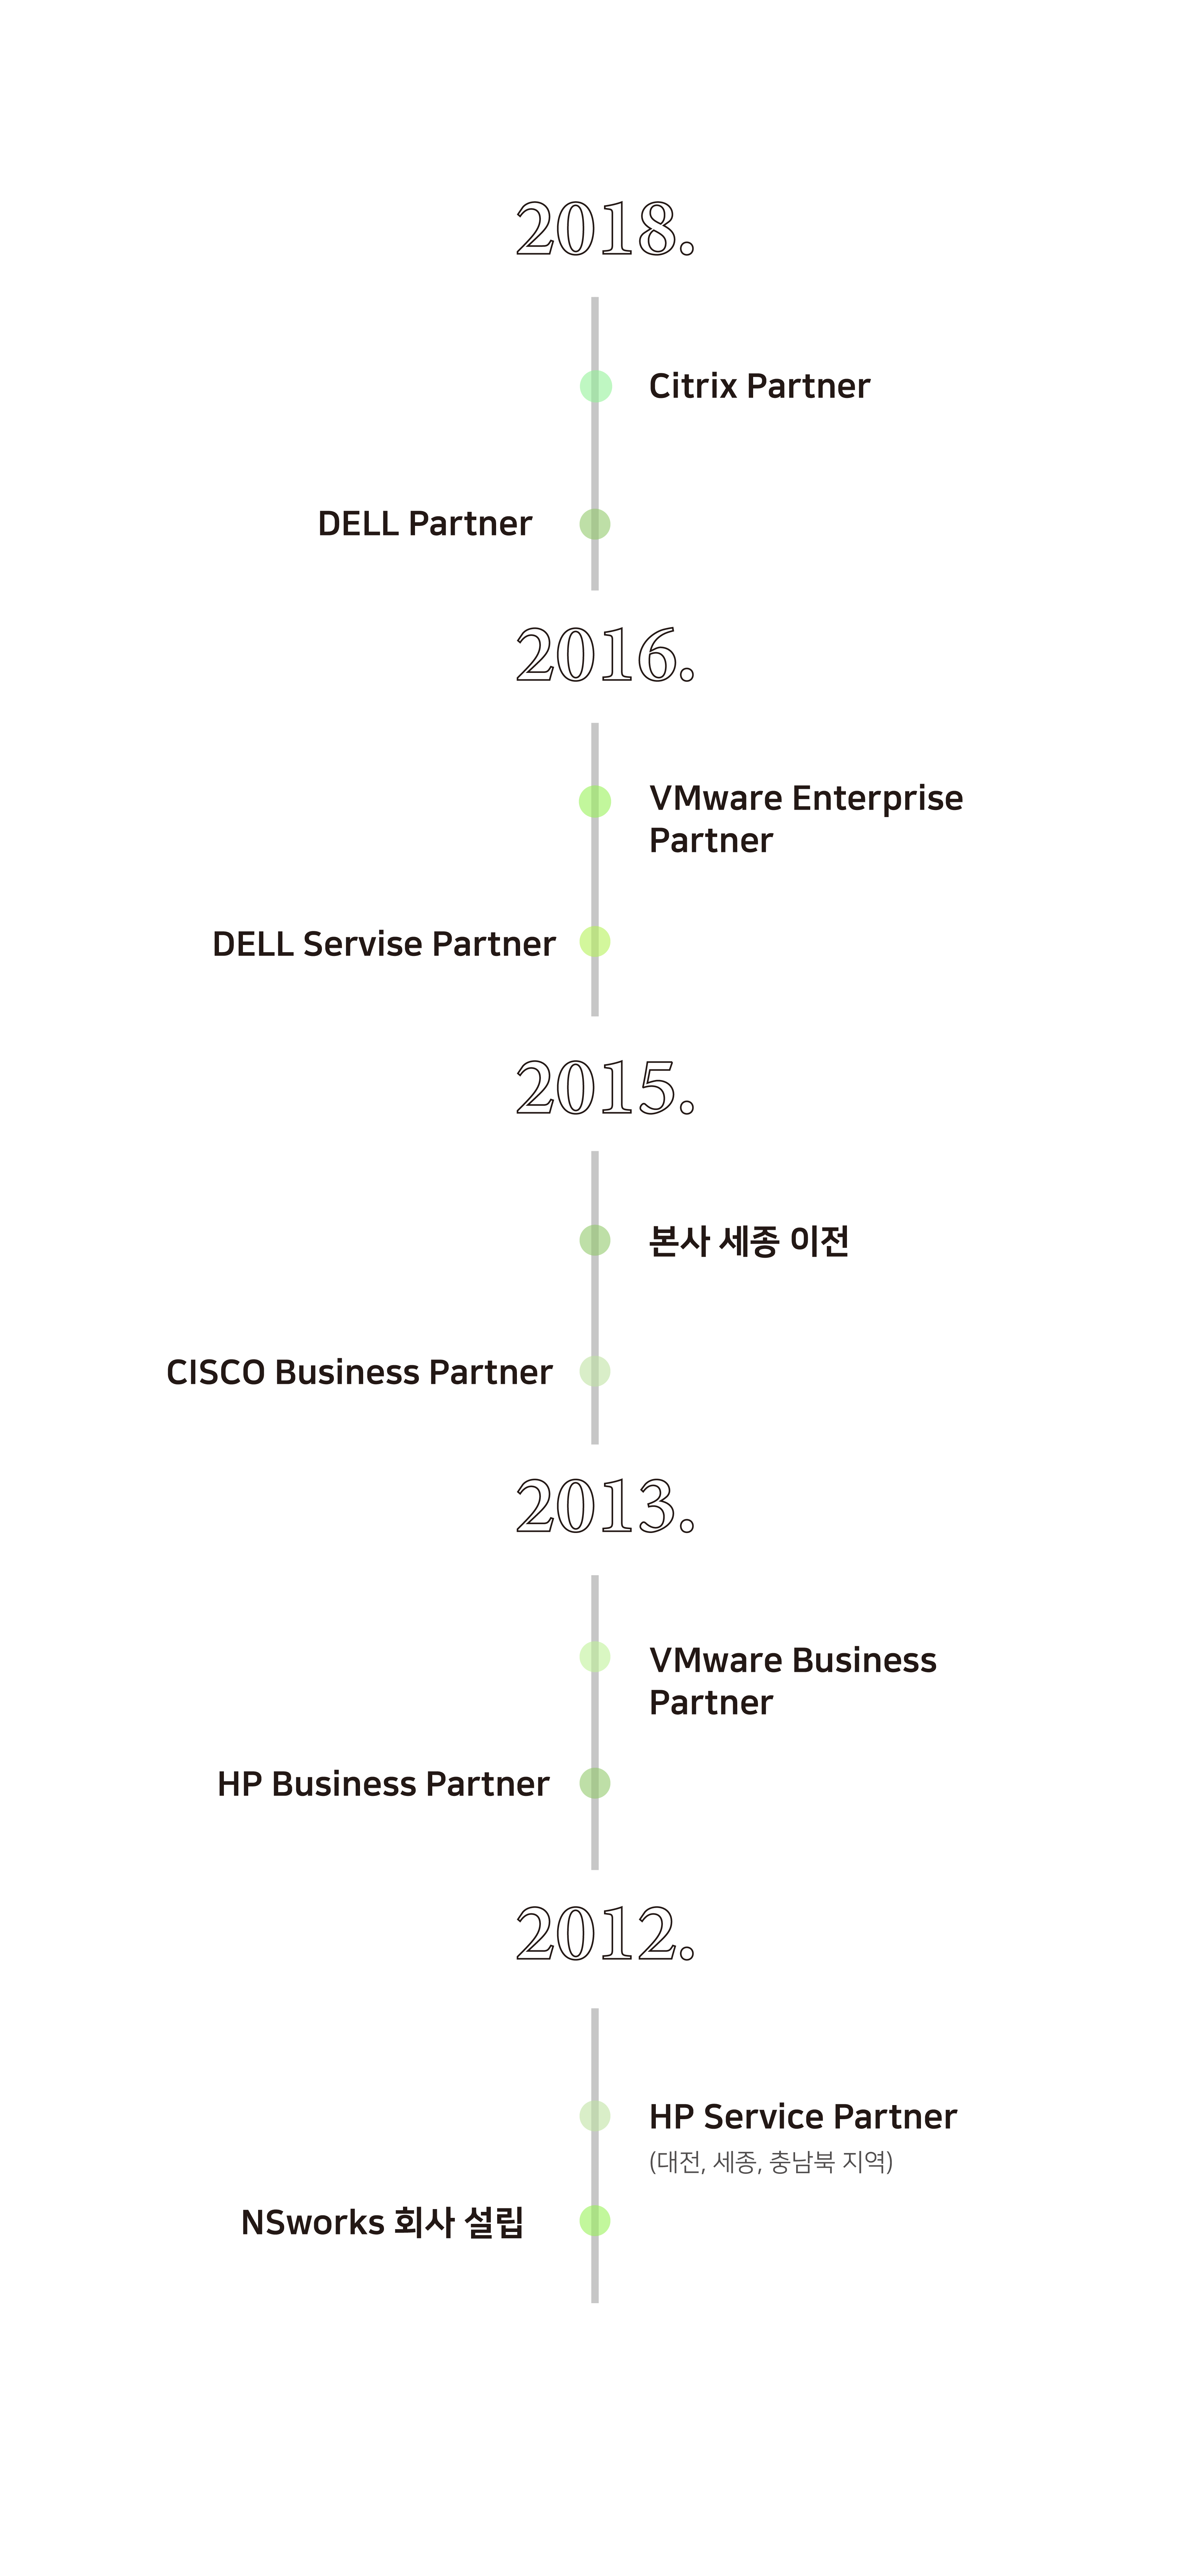 2018.
Citrix Partner
DELL Partner
2016.
VMware Enterprise
Partner
DELL Servise Partner
2015.
본사 세종 이전
CISCO Business Partner
2013.
VMware Business
Partner
HP Business Partner
2012.
HP Service Partner
(대전, 세종, 충남북 지역)
NSworks 회사 설립